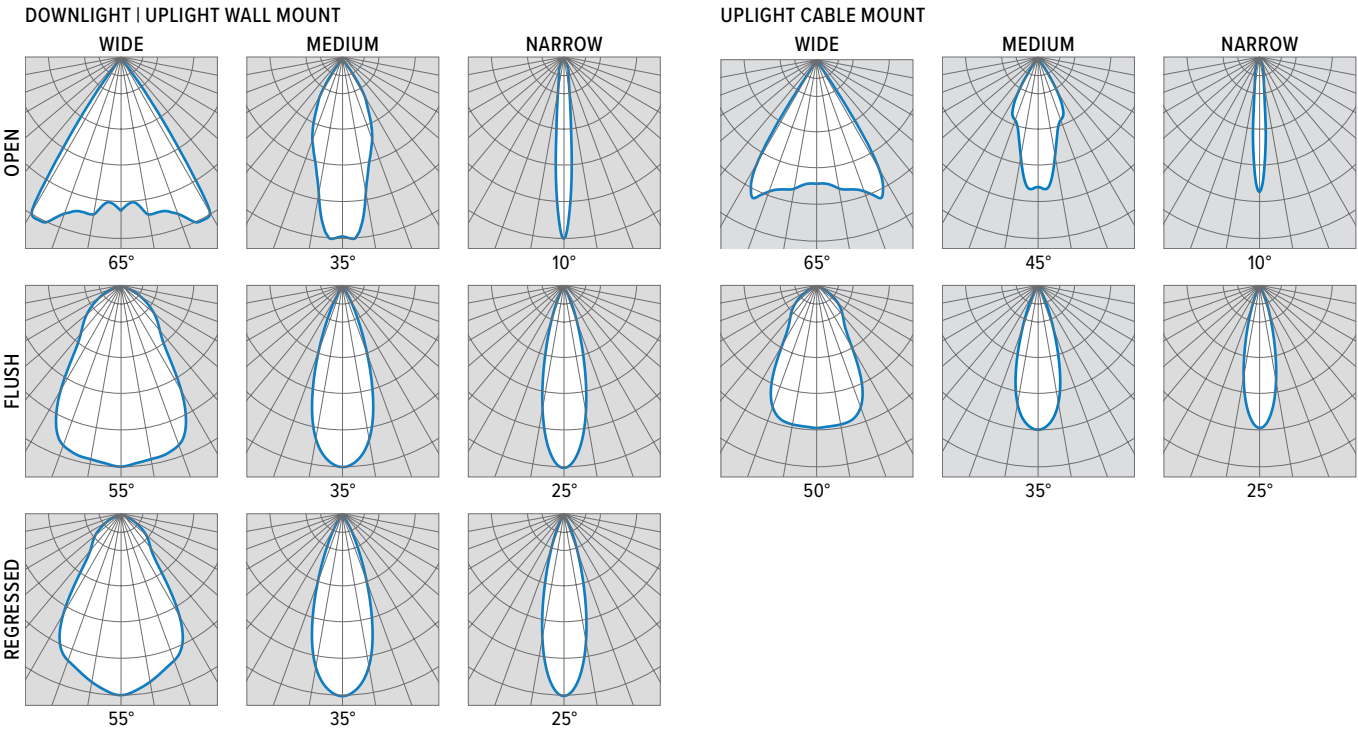 DOWNLIGHT | UPLIGHT WALL MOUNT
WIDE MEDIUM NARROW
OPEN
65° 35° 10°
FLUSH
55° 35° 25°
REGRESSED
55° 35° 25°
UPLIGHT CABLE MOUNT
WIDE MEDIUM NARROW
65° 45° 10°
50° 35° 25°